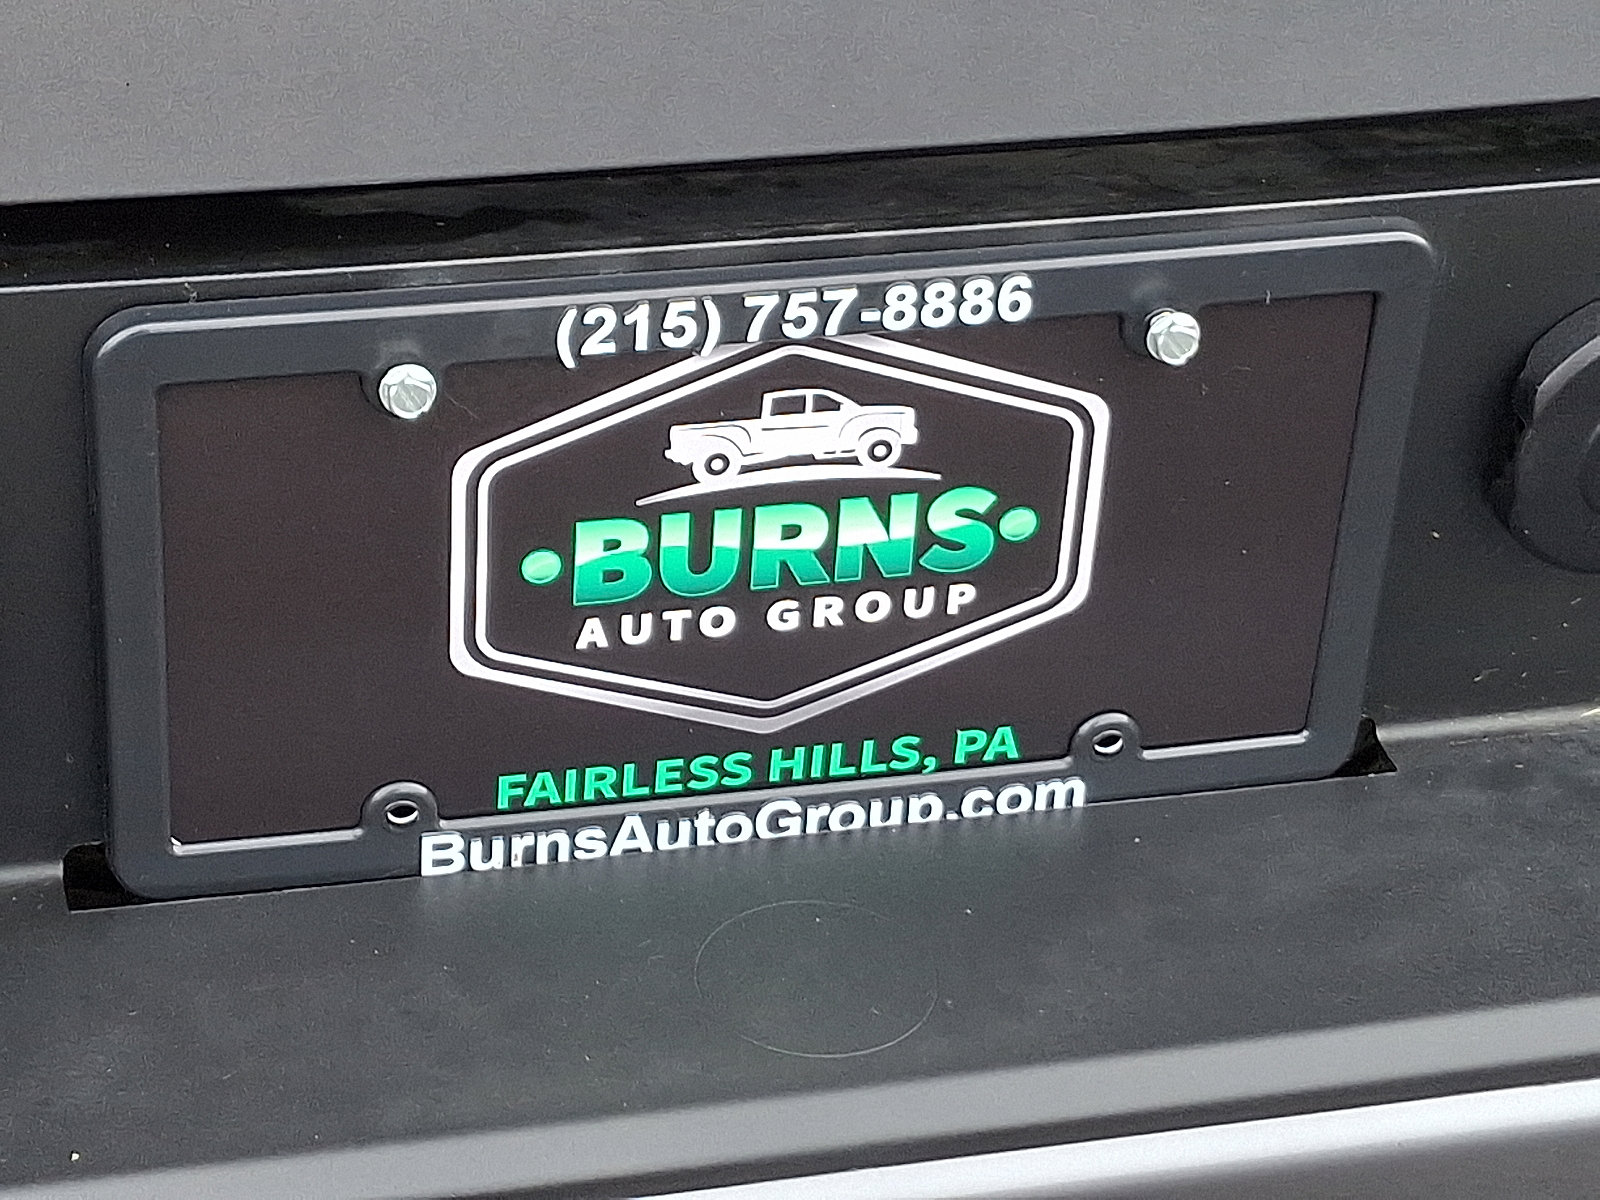 (215) 757-8886
BURNS
AUTO GROUP
FAIRLESS HILLS, PA
BurnsAutoGroup.com